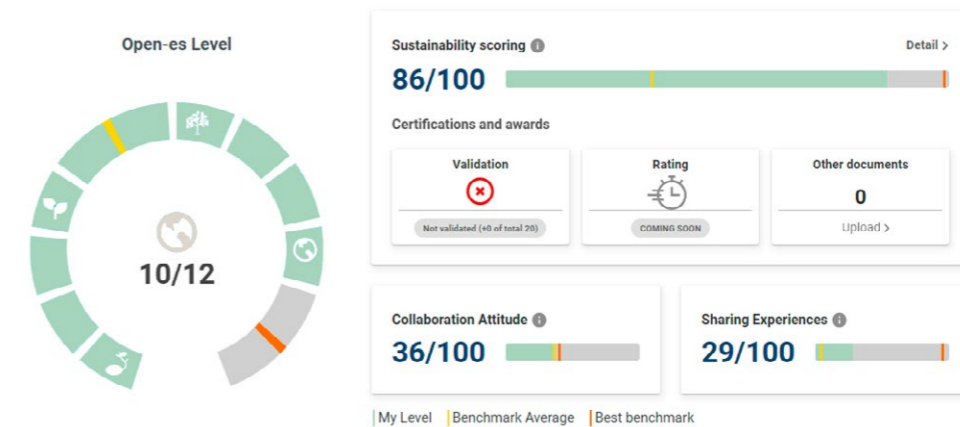 Open-es Level
10/12
Sustainability scoring
Detail >
86/100
Certifications and awards
Validation
Not validated (+0 of total 20)
Rating
COMING SOON
Other documents
0
Upload >
Collaboration Attitude
36/100
Sharing Experiences
29/100
My Level
Benchmark Average
Best benchmark